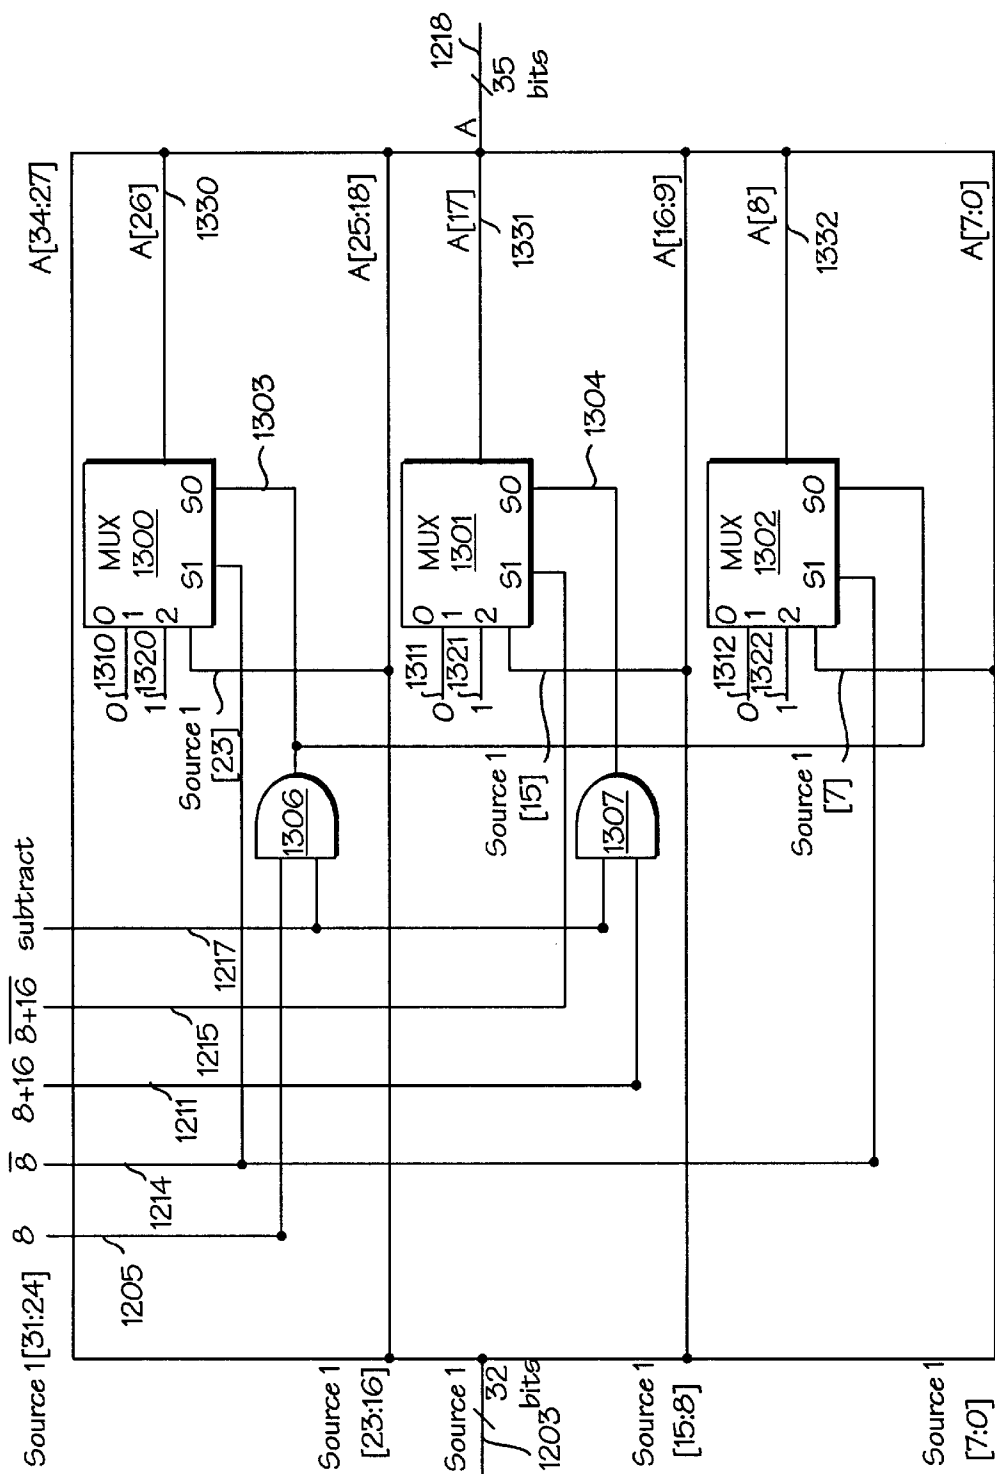 Source 1[31:24]
8
8
8+16
8+16
subtract
1205
1214
1211
1215
1217
A[34:27]
A[26]
1330
MUX
1300
0
1
2
S1
S0
0
1310
1
1320
Source 1
[23]
1303
1306
Source 1
[23:16]
A[25:18]
Source 1
32
bits
1203
MUX
1301
0
1
2
S1
S0
0
1311
1
1321
Source 1
[15]
1304
1307
A[17]
1331
A
35
bits
1218
Source 1
[15:8]
A[16:9]
MUX
1302
0
1
2
S1
S0
0
1312
1
1322
Source 1
[7]
A[8]
1332
Source 1
[7:0]
A[7:0]